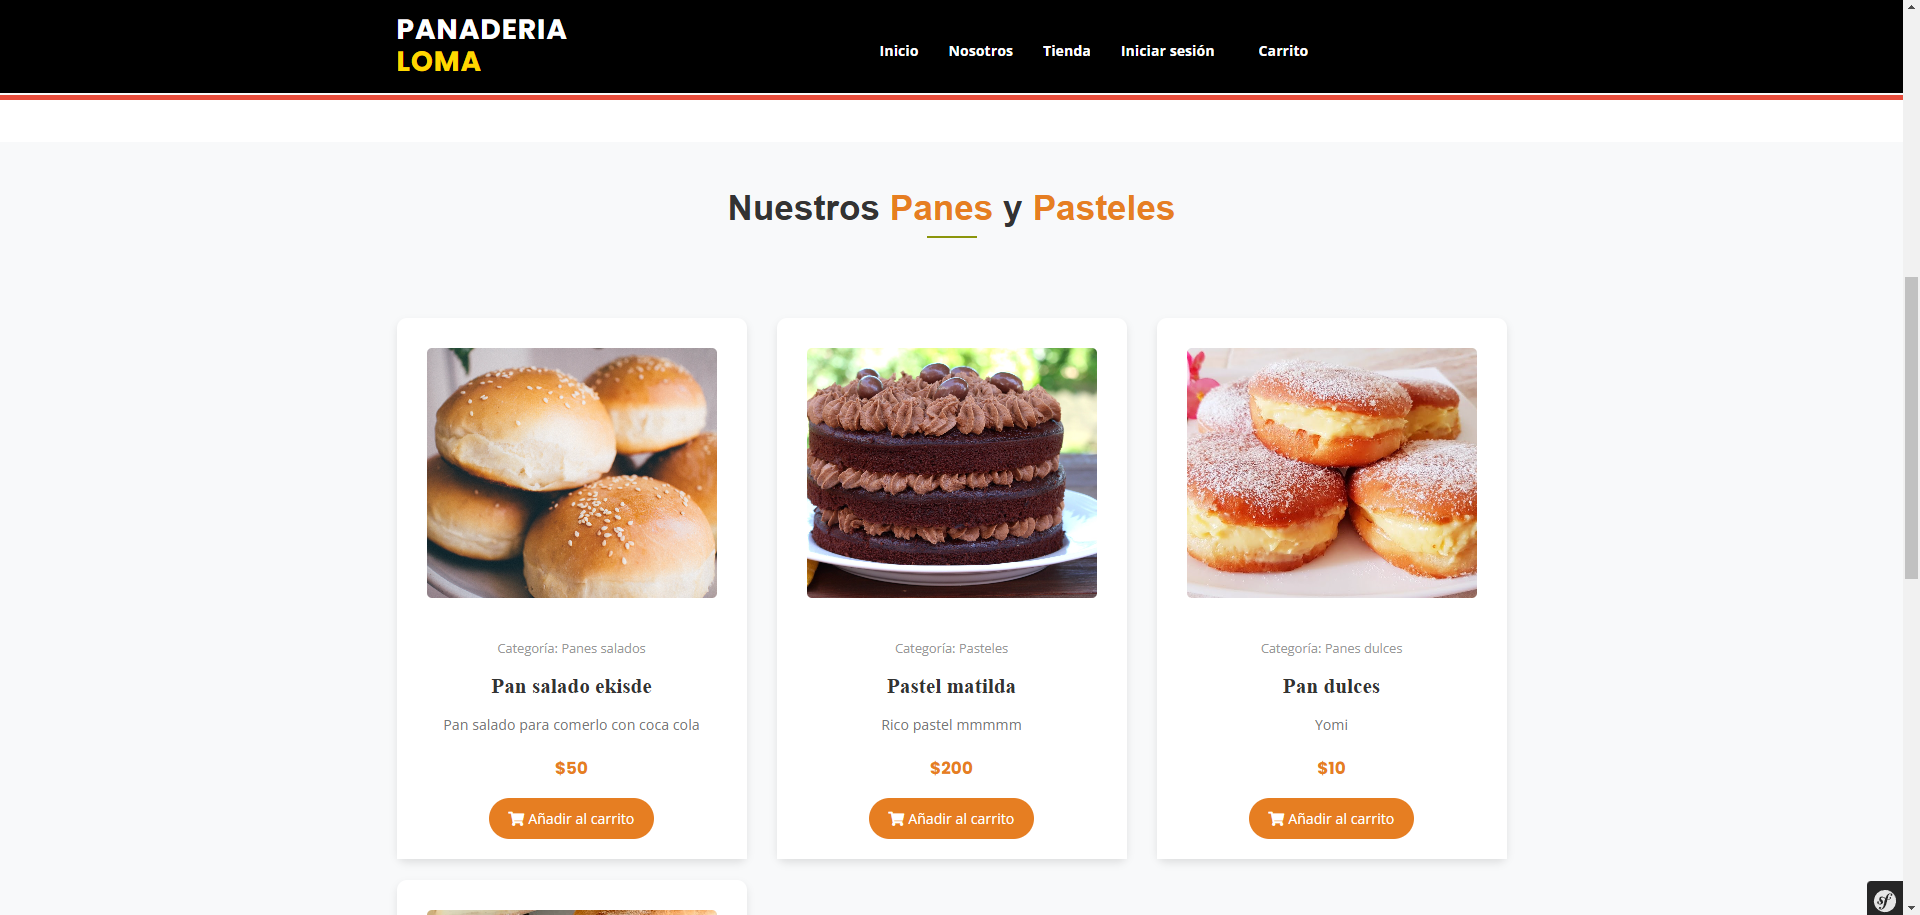 PANADERIA
LOMA
Inicio Nosotros Tienda Iniciar sesión Carrito
Nuestros Panes y Pasteles
Categoría: Panes salados
Pan salado ekisde
Pan salado para comerlo con coca cola
$50
Añadir al carrito
Categoría: Pasteles
Pastel matilda
Rico pastel mmmmm
$200
Añadir al carrito
Categoría: Panes dulces
Pan dulces
Yomi
$10
Añadir al carrito
sf